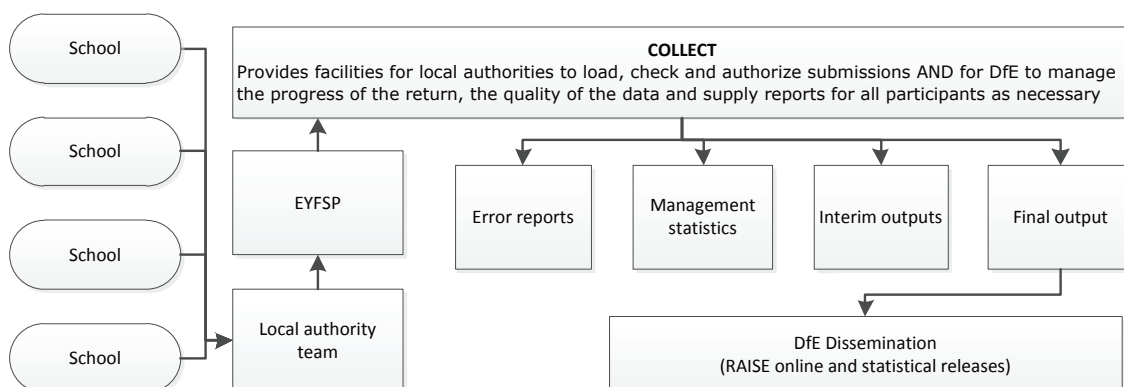 School
School
School
School
Local authority
team
EYFSP
COLLECT
Provides facilities for local authorities to load, check and authorize submissions AND for DfE to manage
the progress of the return, the quality of the data and supply reports for all participants as necessary
Error reports
Management
statistics
Interim outputs
Final output
DfE Dissemination
(RAISE online and statistical releases)